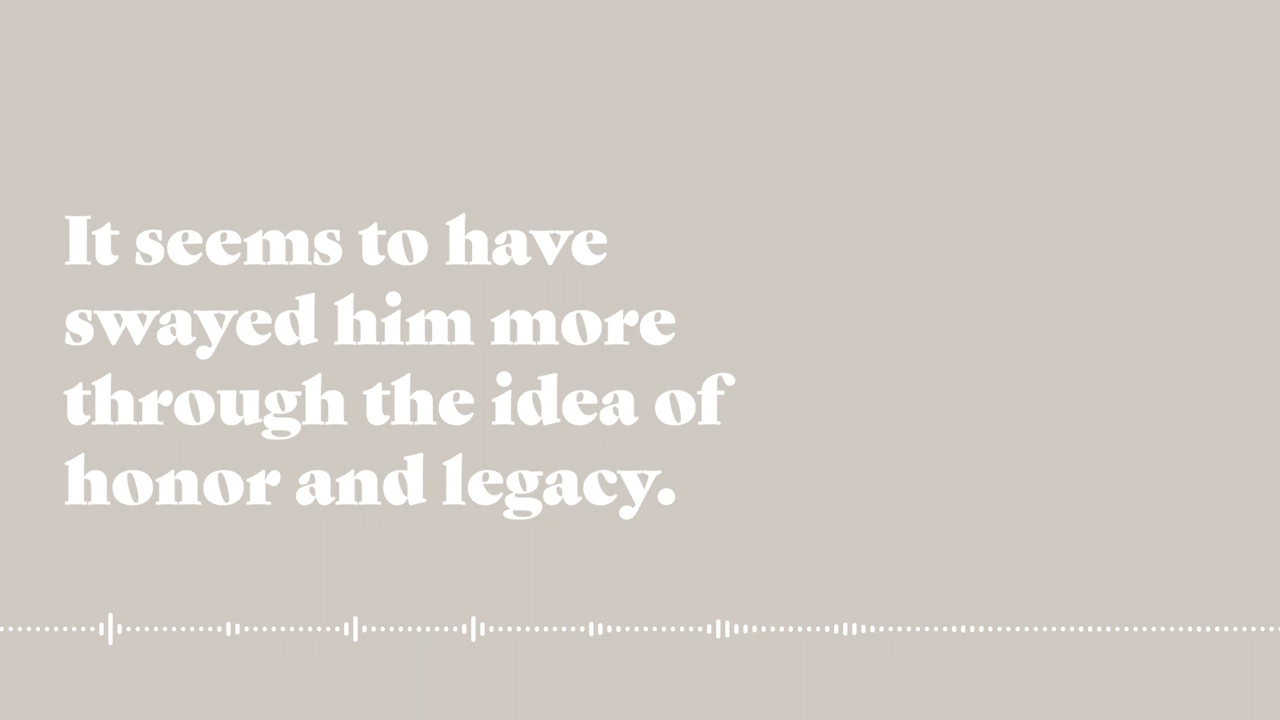 It seems to have
swayed him more
through the idea of
honor and legacy.